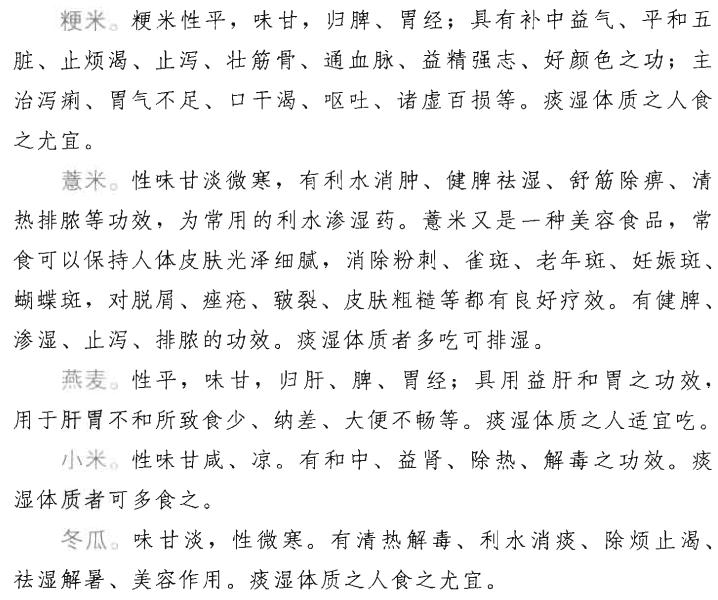 粳米。粳米性平，味甘，归脾、胃经；具有补中益气、平和五
脏、止烦渴、止泻、壮筋骨、通血脉、益精强志、好颜色之功；主
治泻痢、胃气不足、口干渴、呕吐、诸虚百损等。痰湿体质之人食
之尤宜。
薏米。性味甘淡微寒，有利水消肿、健脾祛湿、舒筋除痹、清
热排脓等功效，为常用的利水渗湿药。薏米又是一种美容食品，常
食可以保持人体皮肤光泽细腻，消除粉刺、雀斑、老年斑、妊娠斑、
蝴蝶斑，对脱屑、痤疮、皲裂、皮肤粗糙等都有良好疗效。有健脾、
渗湿、止泻、排脓的功效。痰湿体质者多吃可排湿。
燕麦。性平，味甘，归肝、脾、胃经；具用益肝和胃之功效，
用于肝胃不和所致食少、纳差、大便不畅等。痰湿体质之人适宜吃。
小米。性味甘咸、凉。有和中、益肾、除热、解毒之功效。痰
湿体质者可多食之。
冬瓜。味甘淡，性微寒。有清热解毒、利水消痰、除烦止渴、
祛湿解暑、美容作用。痰湿体质之人食之尤宜。